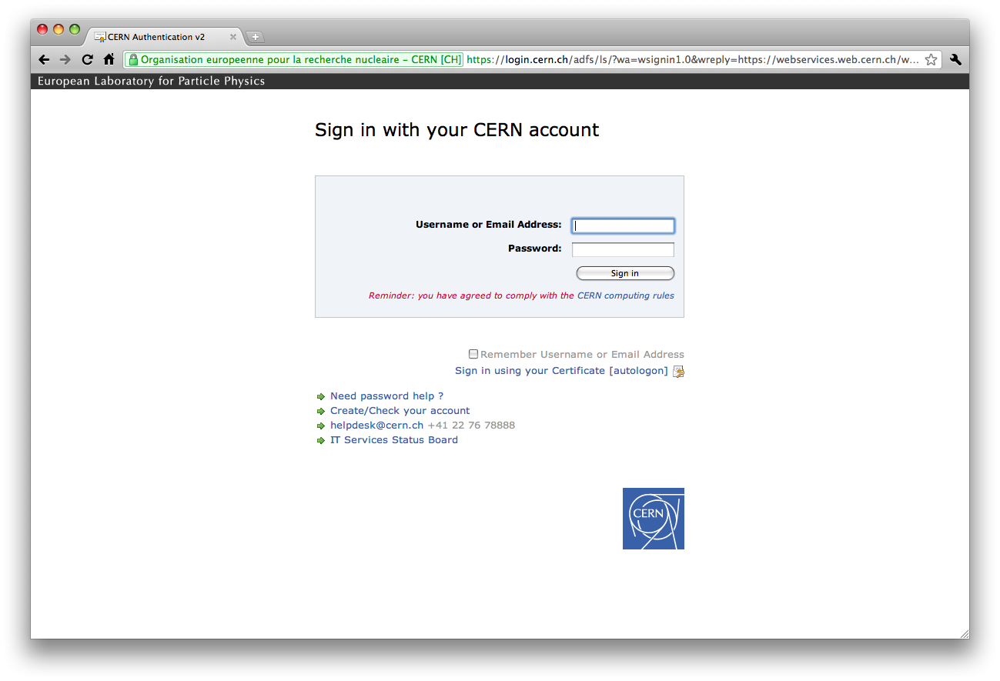 CERN Authentication v2
Organisation europeenne pour la recherche nucleaire – CERN [CH] https://login.cern.ch/adfs/ls/?wa=wsignin1.0&wreply=https://webservices.web.cern.ch/w...
European Laboratory for Particle Physics
Sign in with your CERN account
Username or Email Address:
Password:
Sign in
Reminder: you have agreed to comply with the CERN computing rules
Remember Username or Email Address
Sign in using your Certificate [autologon]
Need password help ?
Create/Check your account
helpdesk@cern.ch +41 22 76 78888
IT Services Status Board
CERN